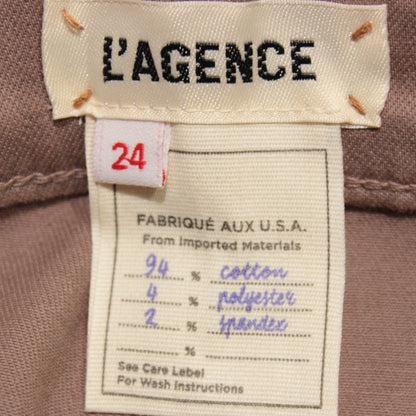 L'AGENCE
24
FABRIQUÉ AUX U.S.A.
From Imported Materials
94 % cotton
4 % polyester
2 % spandex
%
See Care Label
For Wash Instructions